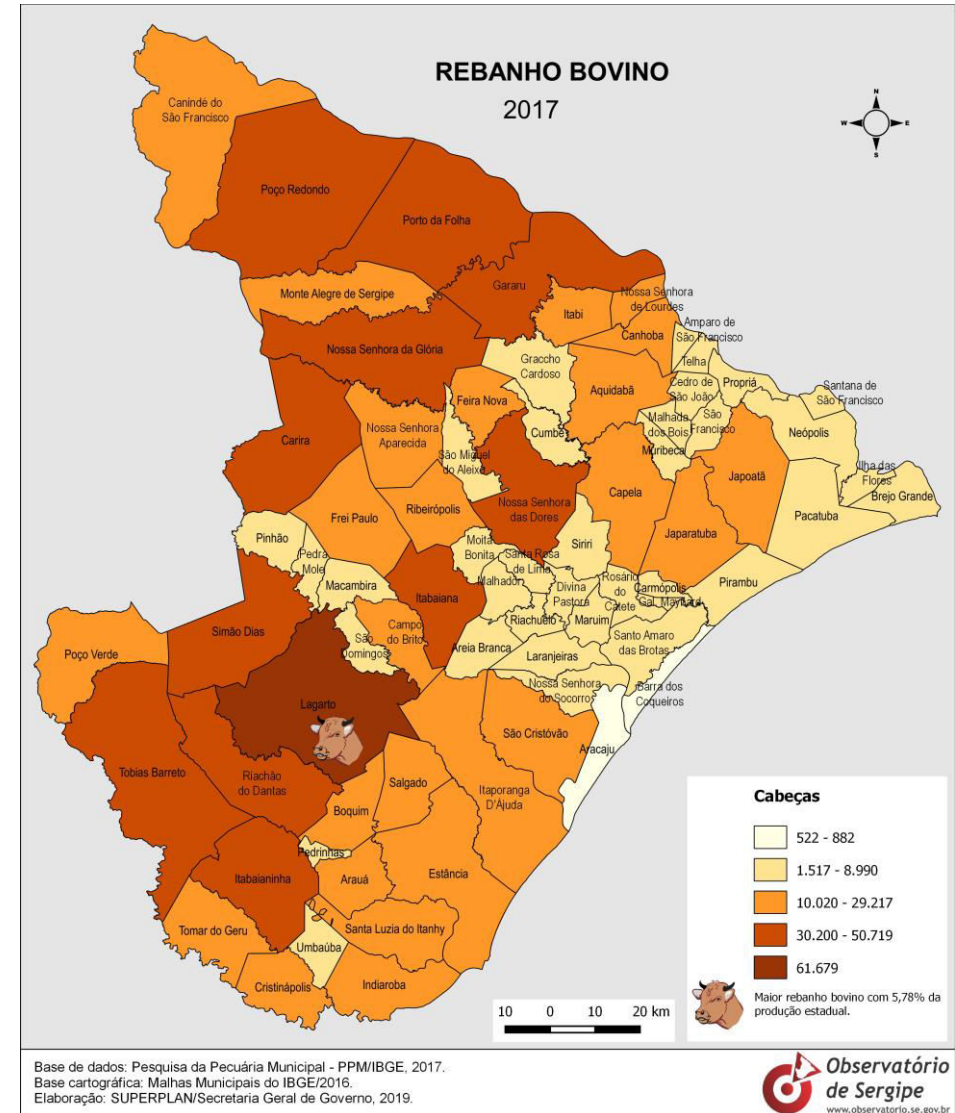 REBANHO BOVINO
2017
N
W
E
S
Canindé do
São Francisco
Poço Redondo
Porto da Folha
Monte Alegre de Sergipe
Gararu
Nossa Senhora
de Lourdes
Itabi
Canhoba
Amparo de
São Francisco
Nossa Senhora da Glória
Graccho
Cardoso
Telha
Aquidabã
Cedro de
São João
Propriá
Santana de
São Francisco
Feira Nova
Nossa Senhora
Aparecida
Cumbe
Malhada
dos Bois
São
Francisco
Neópolis
Carira
São Miguel
do Aleixo
Muribeca
Ilha das
Flores
Brejo Grande
Nossa Senhora
das Dores
Capela
Japoatã
Pacatuba
Ribeirópolis
Frei Paulo
Japaratuba
Pinhão
Pedra
Mole
Moita
Bonita
Santa Rosa
de Lima
Siriri
Macambira
Malhador
Divina
Pastora
Rosário
do
Catete
Carmópolis
Gal. Maynard
Pirambu
Itabaiana
Riachuelo
Maruim
Simão Dias
Campo
do Brito
São
Domingos
Areia Branca
Laranjeiras
Santo Amaro
das Brotas
Poço Verde
Nossa Senhora
do Socorro
Barra dos
Coqueiros
Lagarto
São Cristóvão
Aracaju
Tobias Barreto
Riachão
do Dantas
Salgado
Itaporanga
D'Ájuda
Boquim
Pedrinhas
Itabaianinha
Arauá
Estância
Tomar do Geru
Santa Luzia do Itanhy
Umbaúba
Cristinápolis
Indiaroba
Cabeças
522 - 882
1.517 - 8.990
10.020 - 29.217
30.200 - 50.719
61.679
Maior rebanho bovino com 5,78% da
produção estadual.
10 0 10 20 km
Base de dados: Pesquisa da Pecuária Municipal - PPM/IBGE, 2017.
Base cartográfica: Malhas Municipais do IBGE/2016.
Elaboração: SUPERPLAN/Secretaria Geral de Governo, 2019.
Observatório
de Sergipe
www.observatorio.se.gov.br